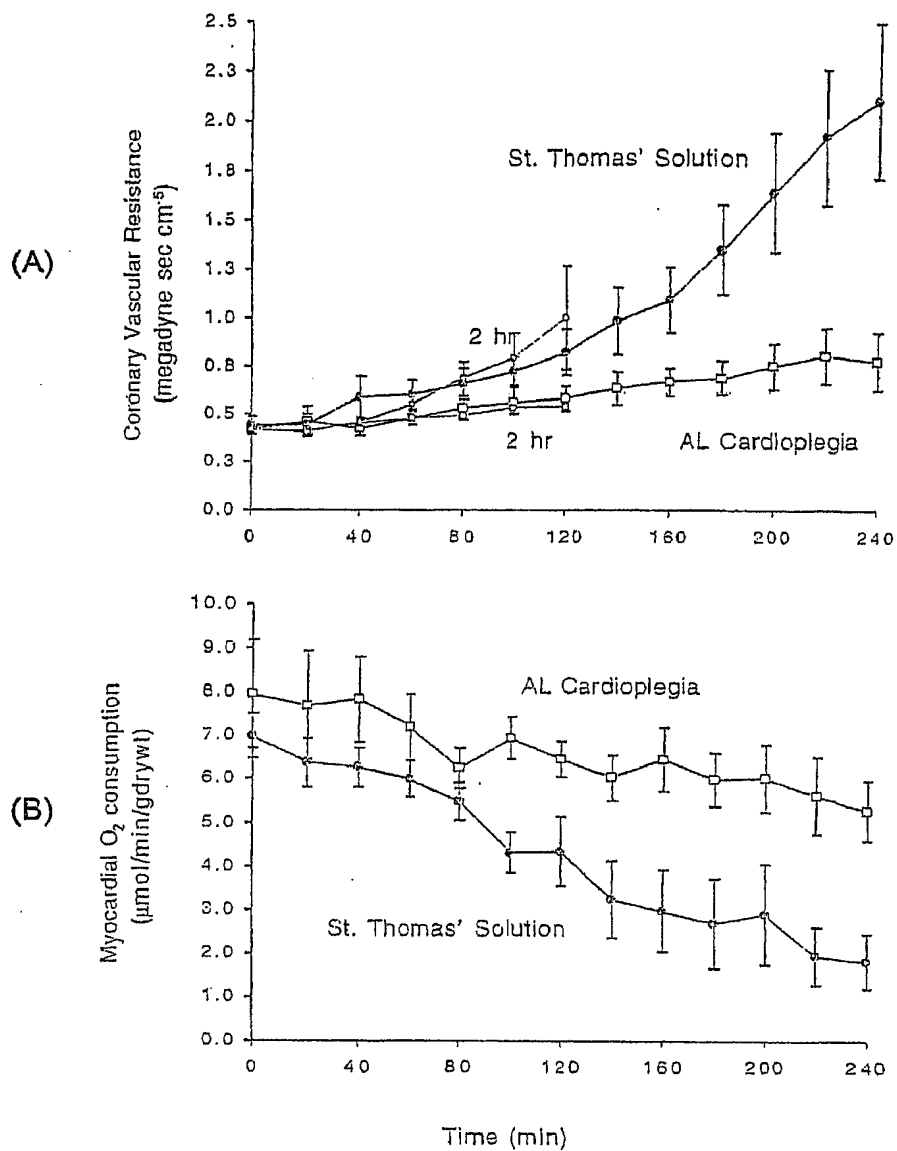 (A)
Coronary Vascular Resistance
(megadyne sec cm-5)
2.5
2.3
2.0
1.8
1.5
1.3
1.0
0.8
0.5
0.3
0.0
St. Thomas' Solution
2 hr
2 hr
AL Cardioplegia
0 40 80 120 160 200 240
(B)
Myocardial O2 consumption
(μmol/min/gdrywt)
10.0
9.0
8.0
7.0
6.0
5.0
4.0
3.0
2.0
1.0
0.0
AL Cardioplegia
St. Thomas' Solution
0 40 80 120 160 200 240
Time (min)